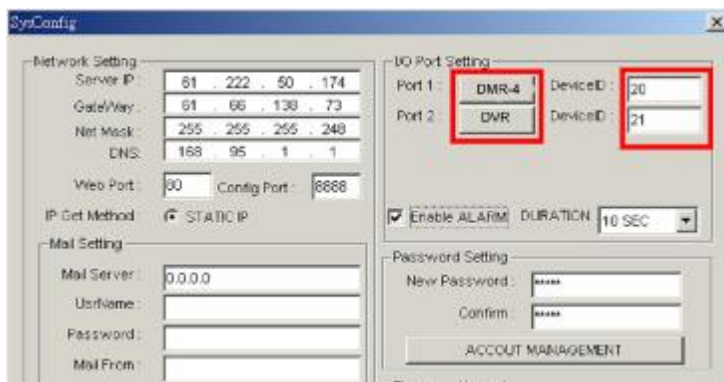 SysConfig
Network Setting
Server IP : 61 . 222 . 50 . 174
GateWay : 61 . 66 . 138 . 73
Net Mask : 255 . 255 . 255 . 248
DNS: 168 . 95 . 1 . 1
Web Port : 80 Config Port : 8888
IP Get Method STATIC IP
Mail Setting
Mail Server : 0.0.0.0
UsrName :
Password :
Mail From :
I/O Port Setting
Port 1 : DMR-4 DeviceID : 20
Port 2 : DVR DeviceID : 21
Enable ALARM DURATION 10 SEC
Password Setting
New Password : *****
Confirm : *****
ACCOUT MANAGEMENT